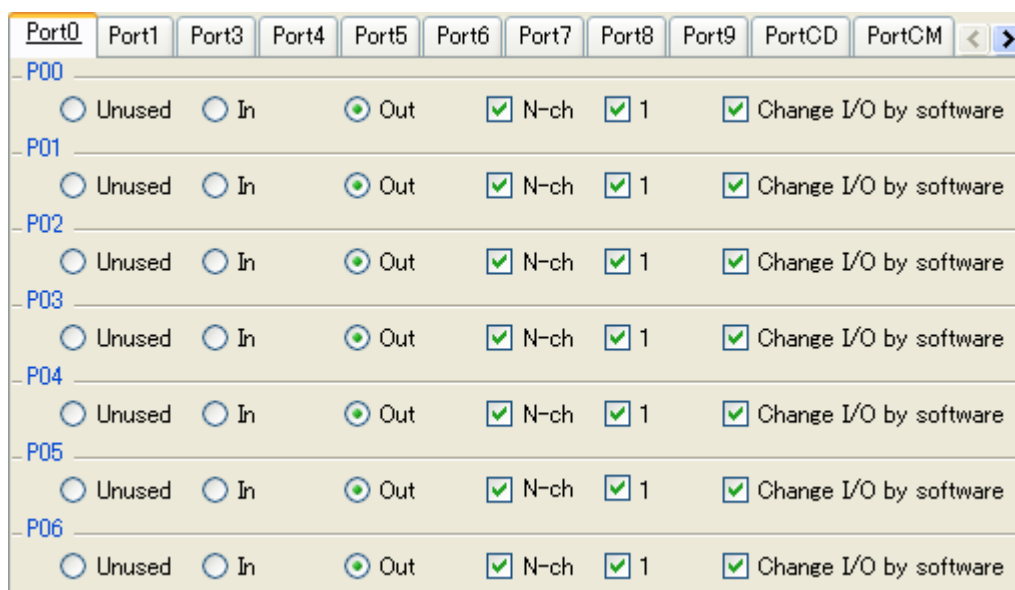 Port0 Port1 Port3 Port4 Port5 Port6 Port7 Port8 Port9 PortCD PortCM
P00
Unused In Out N-ch 1 Change I/O by software
P01
Unused In Out N-ch 1 Change I/O by software
P02
Unused In Out N-ch 1 Change I/O by software
P03
Unused In Out N-ch 1 Change I/O by software
P04
Unused In Out N-ch 1 Change I/O by software
P05
Unused In Out N-ch 1 Change I/O by software
P06
Unused In Out N-ch 1 Change I/O by software